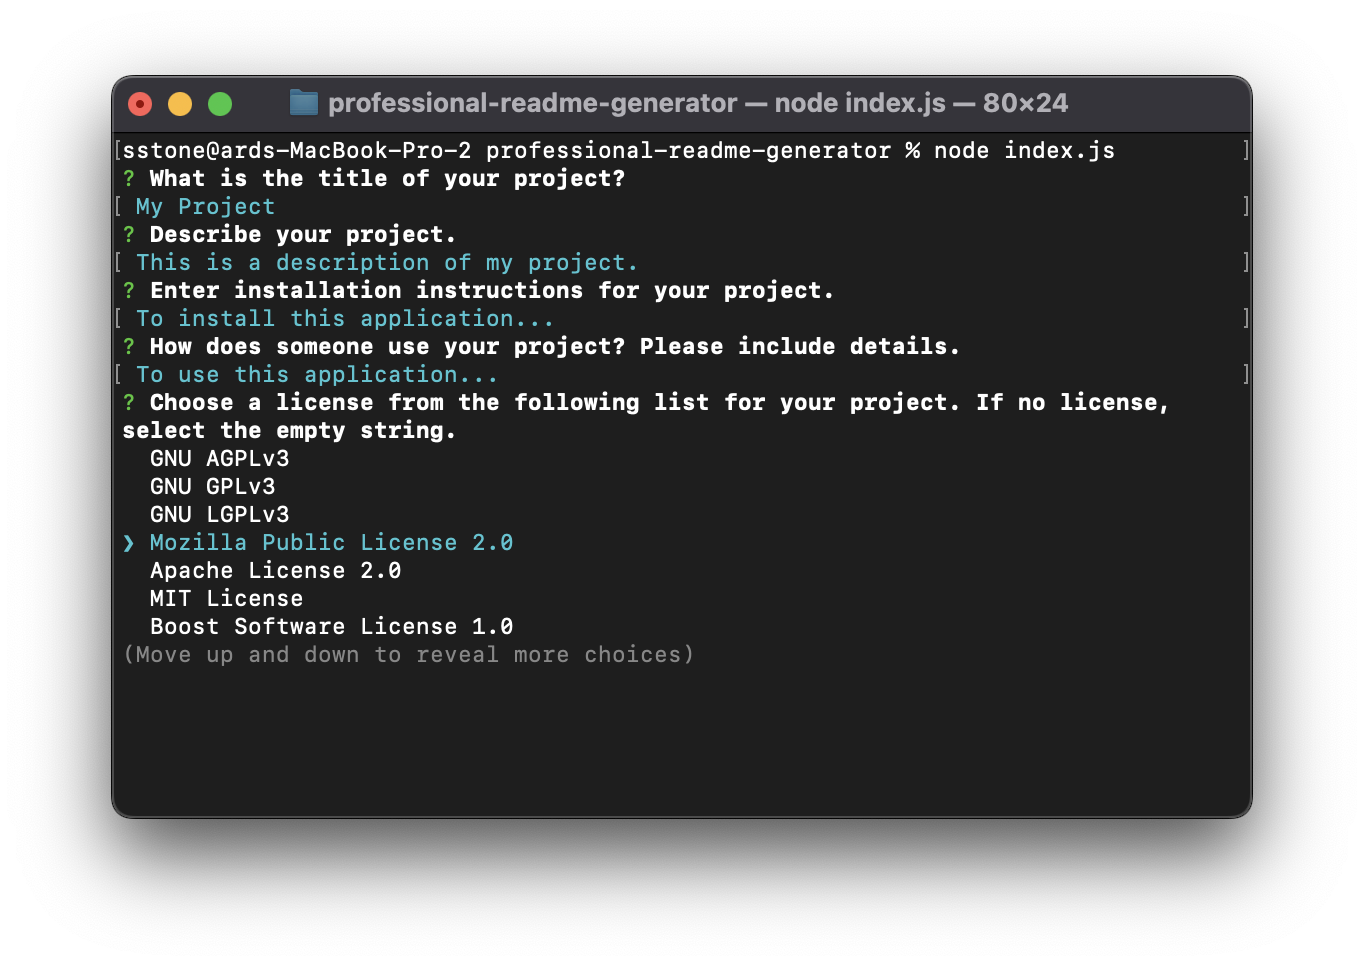 professional-readme-generator — node index.js — 80×24
[sstone@ards-MacBook-Pro-2 professional-readme-generator % node index.js ]
? What is the title of your project?
[ My Project ]
? Describe your project.
[ This is a description of my project. ]
? Enter installation instructions for your project.
[ To install this application... ]
? How does someone use your project? Please include details.
[ To use this application... ]
? Choose a license from the following list for your project. If no license,
select the empty string.
GNU AGPLv3
GNU GPLv3
GNU LGPLv3
❯ Mozilla Public License 2.0
Apache License 2.0
MIT License
Boost Software License 1.0
(Move up and down to reveal more choices)